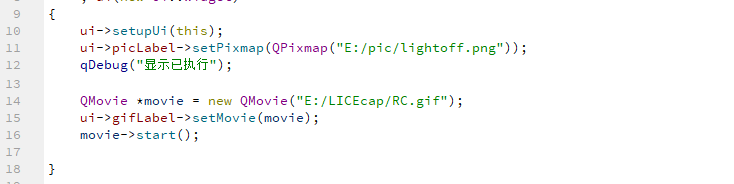 9 {
10 ui->setupUi(this);
11 ui->picLabel->setPixmap(QPixmap("E:/pic/lightoff.png"));
12 qDebug("显示已执行");
13
14 QMovie *movie = new QMovie("E:/LICEcap/RC.gif");
15 ui->gifLabel->setMovie(movie);
16 movie->start();
17
18 }